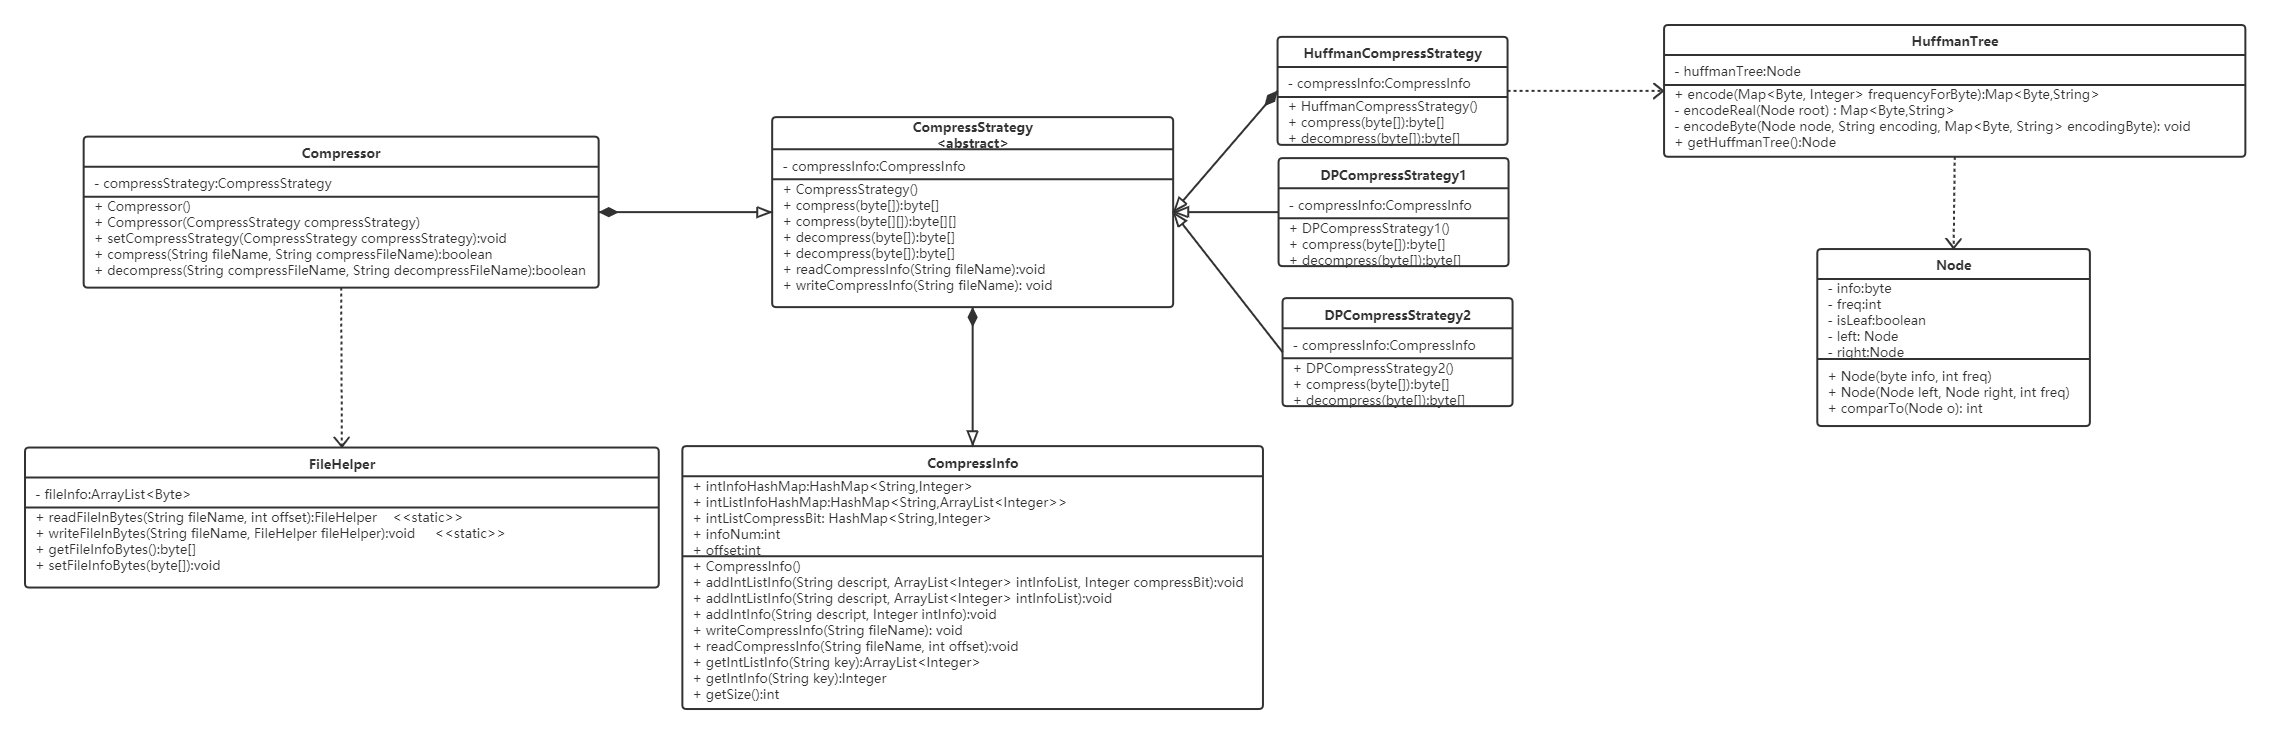 Compressor
- compressStrategy:CompressStrategy
+ Compressor()
+ Compressor(CompressStrategy compressStrategy)
+ setCompressStrategy(CompressStrategy compressStrategy):void
+ compress(String fileName, String compressFileName):boolean
+ decompress(String compressFileName, String decompressFileName):boolean
FileHelper
- fileInfo:ArrayList<Byte>
+ readFileInBytes(String fileName, int offset):FileHelper <<static>>
+ writeFileInBytes(String fileName, FileHelper fileHelper):void <<static>>
+ getFileInfoBytes():byte[]
+ setFileInfoBytes(byte[]):void
CompressStrategy
<abstract>
- compressInfo:CompressInfo
+ CompressStrategy()
+ compress(byte[]):byte[]
+ compress(byte[][]):byte[][]
+ decompress(byte[]):byte[]
+ decompress(byte[]):byte[]
+ readCompressInfo(String fileName):void
+ writeCompressInfo(String fileName): void
CompressInfo
+ intInfoHashMap:HashMap<String,Integer>
+ intListInfoHashMap:HashMap<String,ArrayList<Integer>>
+ intListCompressBit: HashMap<String,Integer>
+ infoNum:int
+ offset:int
+ CompressInfo()
+ addIntListInfo(String descript, ArrayList<Integer> intInfoList, Integer compressBit):void
+ addIntListInfo(String descript, ArrayList<Integer> intInfoList):void
+ addIntInfo(String descript, Integer intInfo):void
+ writeCompressInfo(String fileName): void
+ readCompressInfo(String fileName, int offset):void
+ getIntListInfo(String key):ArrayList<Integer>
+ getIntInfo(String key):Integer
+ getSize():int
HuffmanCompressStrategy
- compressInfo:CompressInfo
+ HuffmanCompressStrategy()
+ compress(byte[]):byte[]
+ decompress(byte[]):byte[]
DPCompressStrategy1
- compressInfo:CompressInfo
+ DPCompressStrategy1()
+ compress(byte[]):byte[]
+ decompress(byte[]):byte[]
DPCompressStrategy2
- compressInfo:CompressInfo
+ DPCompressStrategy2()
+ compress(byte[]):byte[]
+ decompress(byte[]):byte[]
HuffmanTree
- huffmanTree:Node
+ encode(Map<Byte, Integer> frequencyForByte):Map<Byte,String>
- encodeReal(Node root) : Map<Byte,String>
- encodeByte(Node node, String encoding, Map<Byte, String> encodingByte): void
+ getHuffmanTree():Node
Node
- info:byte
- freq:int
- isLeaf:boolean
- left: Node
- right:Node
+ Node(byte info, int freq)
+ Node(Node left, Node right, int freq)
+ comparTo(Node o): int